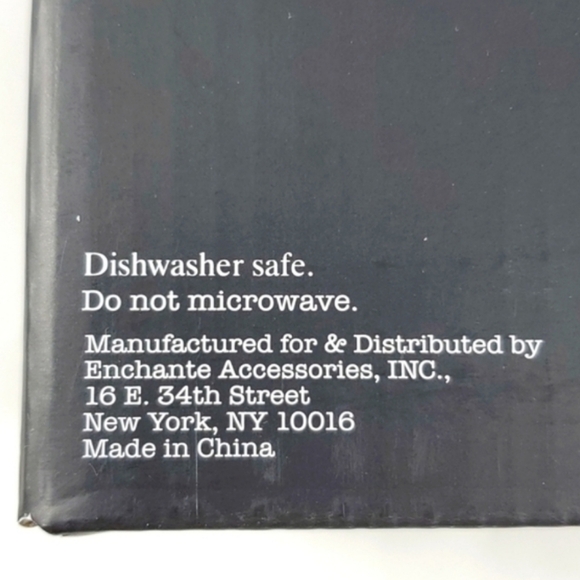 Dishwasher safe.
Do not microwave.
Manufactured for & Distributed by
Enchante Accessories, INC.,
16 E. 34th Street
New York, NY 10016
Made in China